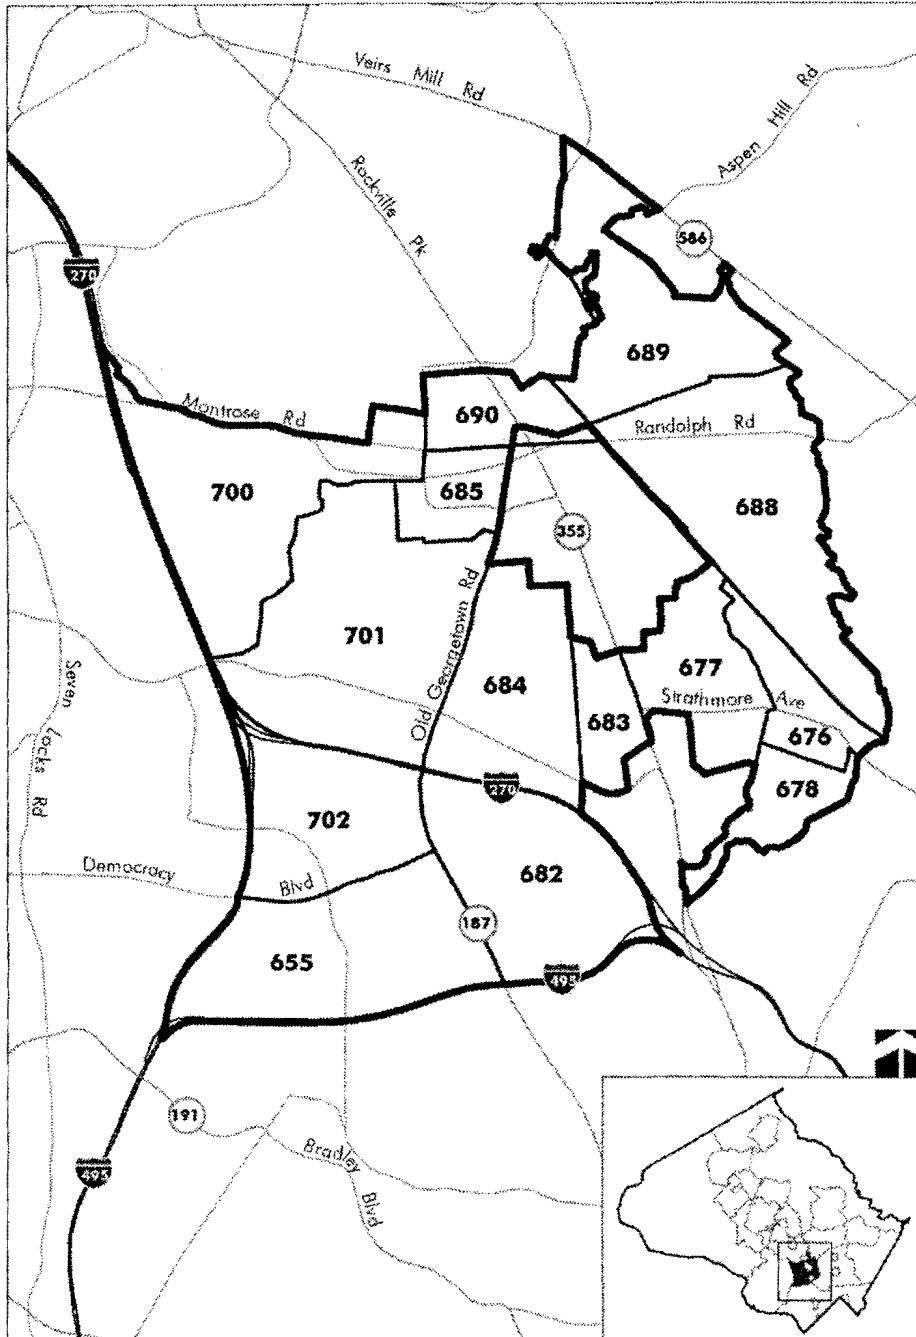 Veirs Mill Rd
Aspen Hill Rd
Rockville Pk
586
270
689
Montrose Rd
690
Randolph Rd
700
685
688
355
Old Georgetown Rd
701
677
684
Strathmore Ave
683
676
Seven Locks Rd
270
678
702
Democracy Blvd
682
187
655
495
191
Bradley Blvd
495